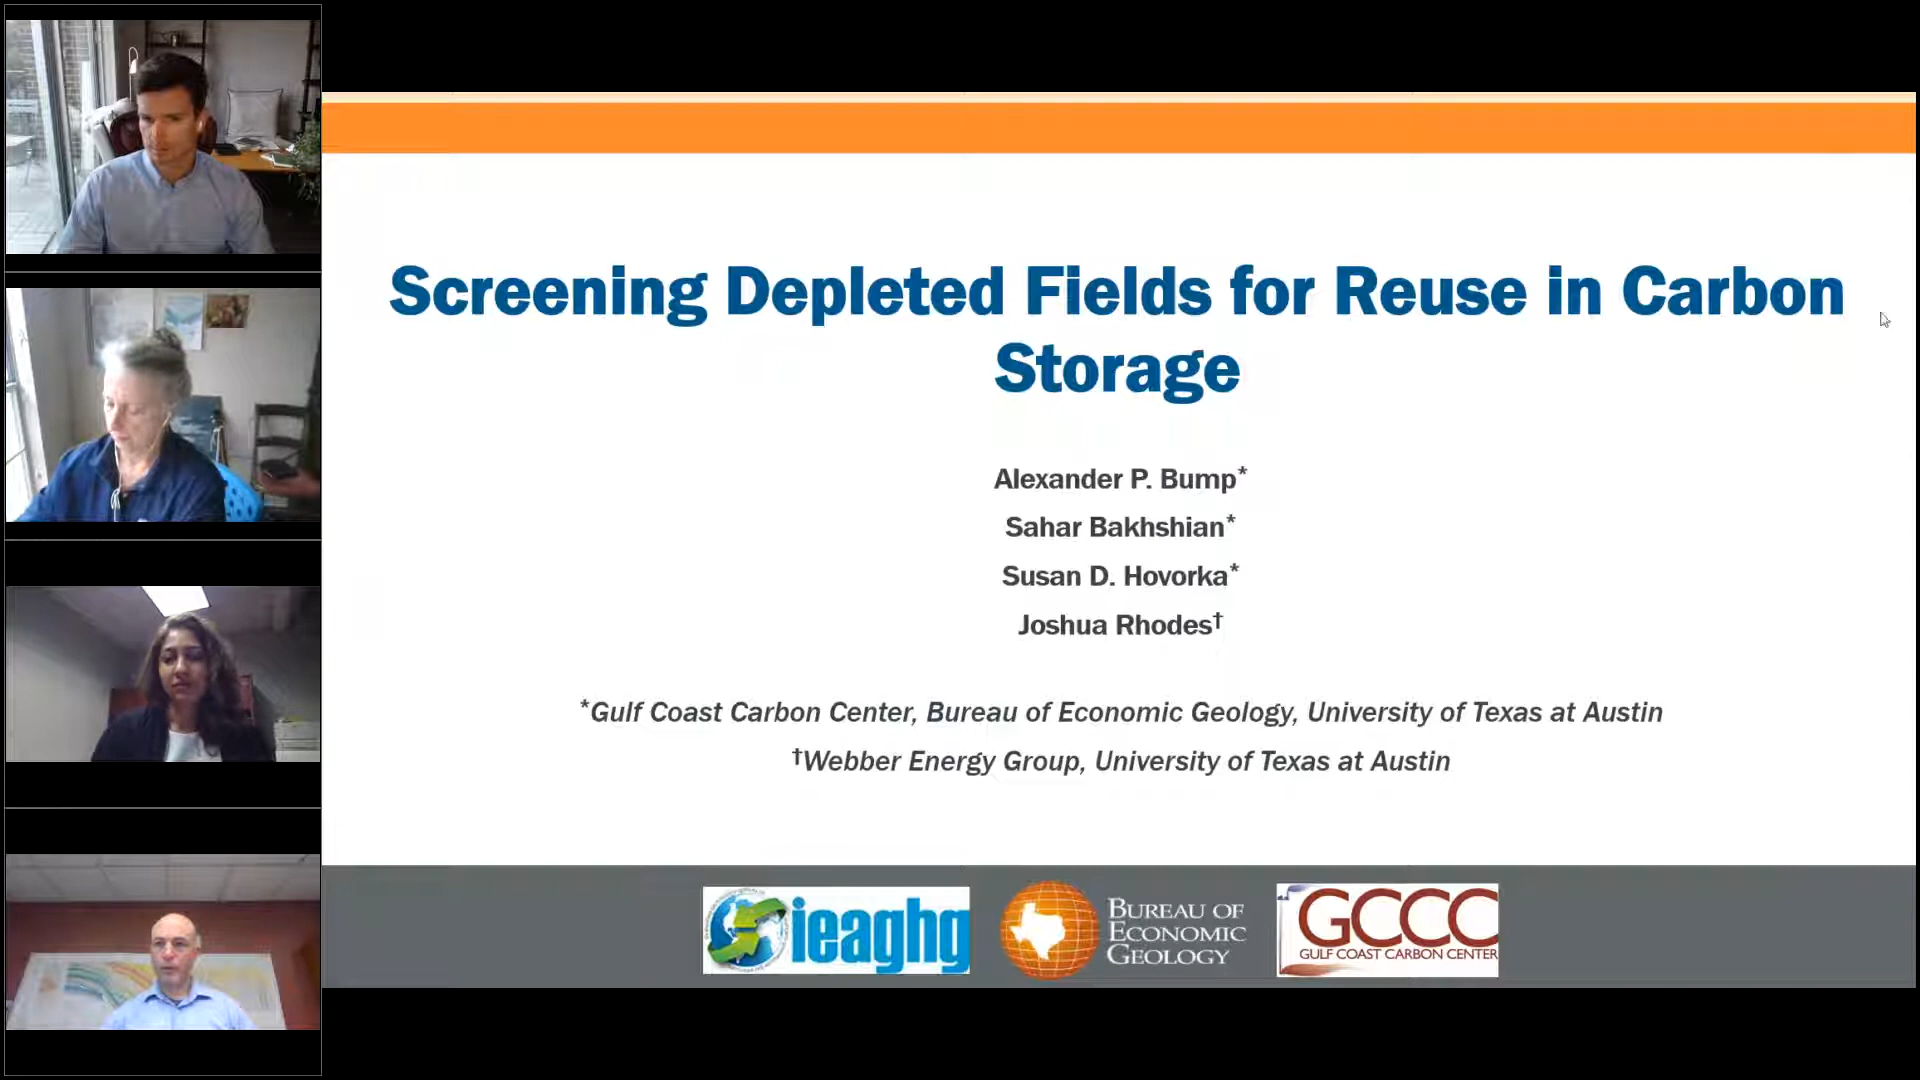 Screening Depleted Fields for Reuse in Carbon
Storage
Alexander P. Bump*
Sahar Bakhshian*
Susan D. Hovorka*
Joshua Rhodes†
*Gulf Coast Carbon Center, Bureau of Economic Geology, University of Texas at Austin
†Webber Energy Group, University of Texas at Austin
ieaghg
BUREAU OF
ECONOMIC
GEOLOGY
GCCC
GULF COAST CARBON CENTER